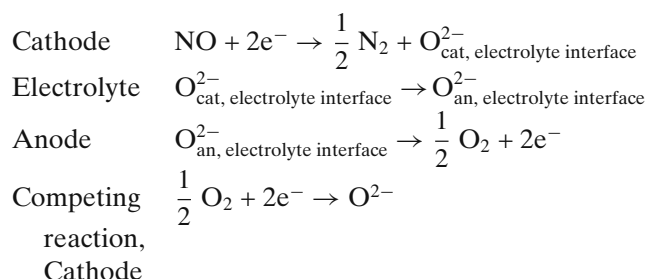 Cathode NO + 2e⁻ → 1/2 N₂ + O²⁻cat, electrolyte interface
Electrolyte O²⁻cat, electrolyte interface → O²⁻an, electrolyte interface
Anode O²⁻an, electrolyte interface → 1/2 O₂ + 2e⁻
Competing 1/2 O₂ + 2e⁻ → O²⁻
reaction,
Cathode